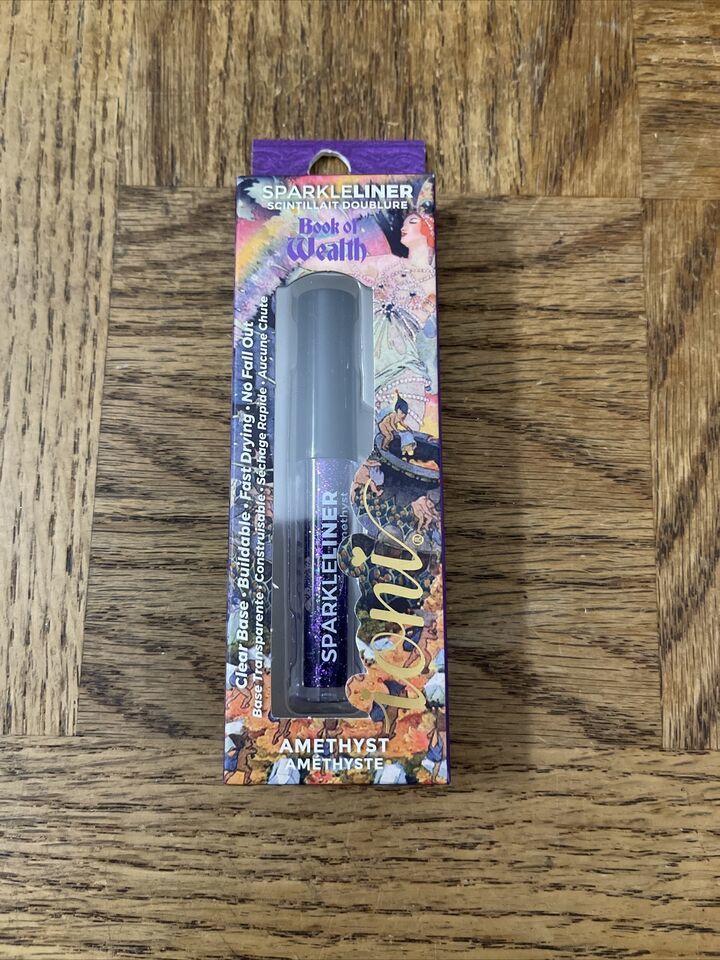 SPARKLELINER
SCINTILLAIT DOUBLURE
Book of
Wealth
Clear Base • Buildable • Fast Drying • No Fall Out
Base Transparente • Construisable • Séchage Rapide • Aucune Chute
SPARKLELINER
amethyst
ioni®
AMETHYST
AMÉTHYSTE